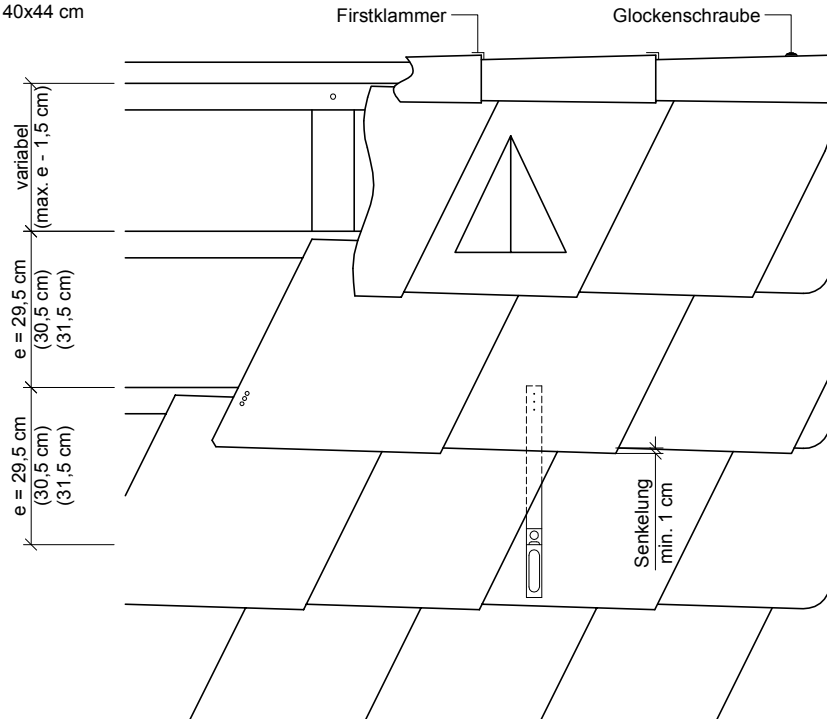 40x44 cm
Firstklammer
Glockenschraube
variabel
(max. e - 1,5 cm)
e = 29,5 cm
(30,5 cm)
(31,5 cm)
e = 29,5 cm
(30,5 cm)
(31,5 cm)
Senkelung
min. 1 cm